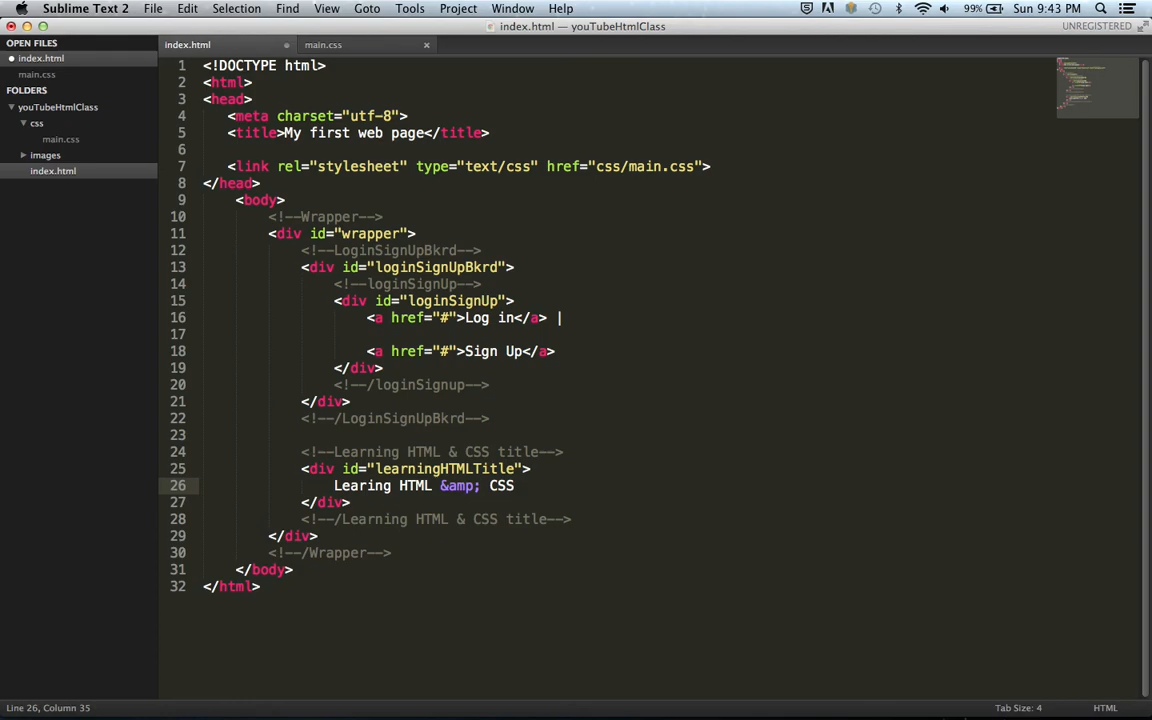 Sublime Text 2 File Edit Selection Find View Goto Tools Project Window Help 99% Sun 9:43 PM
index.html — youTubeHtmlClass UNREGISTERED
OPEN FILES
index.html
main.css
FOLDERS
youTubeHtmlClass
css
main.css
images
index.html
index.html main.css
1 <!DOCTYPE html>
2 <html>
3 <head>
4 <meta charset="utf-8">
5 <title>My first web page</title>
6
7 <link rel="stylesheet" type="text/css" href="css/main.css">
8 </head>
9 <body>
10 <!--Wrapper-->
11 <div id="wrapper">
12 <!--LoginSignUpBkrd-->
13 <div id="loginSignUpBkrd">
14 <!--loginSignUp-->
15 <div id="loginSignUp">
16 <a href="#">Log in</a> |
17
18 <a href="#">Sign Up</a>
19 </div>
20 <!--/loginSignup-->
21 </div>
22 <!--/LoginSignUpBkrd-->
23
24 <!--Learning HTML & CSS title-->
25 <div id="learningHTMLTitle">
26 Learing HTML &amp; CSS
27 </div>
28 <!--/Learning HTML & CSS title-->
29 </div>
30 <!--/Wrapper-->
31 </body>
32 </html>
Line 26, Column 35 Tab Size: 4 HTML